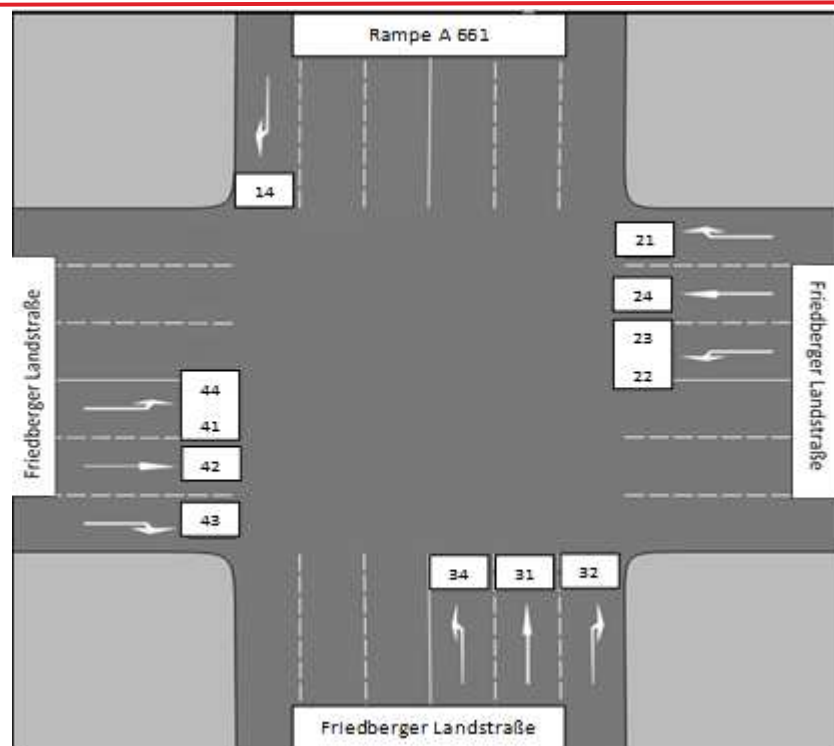 Rampe A 661
14
21
24
23
22
Friedberger Landstraße
Friedberger Landstraße
44
41
42
43
34 31 32
Friedberger Landstraße